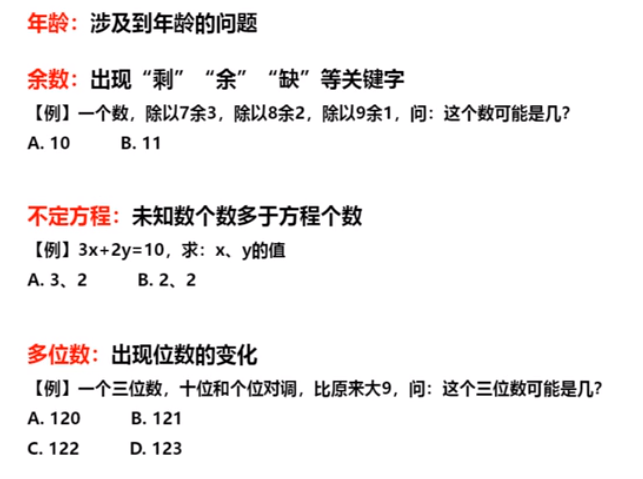 年龄：涉及到年龄的问题
余数：出现“剩” “余” “缺”等关键字
【例】一个数，除以7余3，除以8余2，除以9余1，问：这个数可能是几？
A. 10 B. 11
不定方程：未知数个数多于方程个数
【例】3x+2y=10，求：x、y的值
A. 3、2 B. 2、2
多位数：出现位数的变化
【例】一个三位数，十位和个位对调，比原来大9，问：这个三位数可能是几？
A. 120 B. 121
C. 122 D. 123